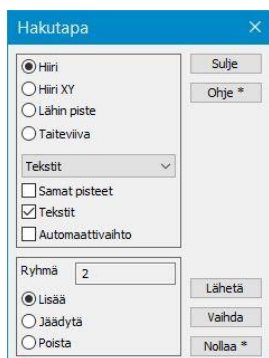 Hakutapa
Hiiri
Sulje
Hiiri XY
Ohje *
Lähin piste
Taiteviiva
Tekstit
Samat pisteet
Tekstit
Automaattivaihto
Ryhmä 2
Lisää
Lähetä
Jäädytä
Vaihda
Poista
Nollaa *